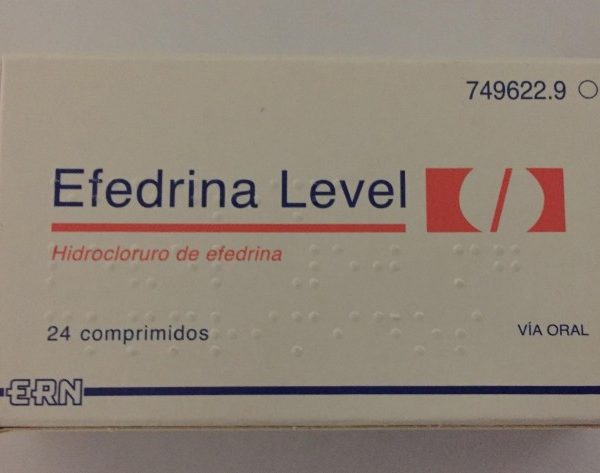 749622.9
Efedrina Level
Hidrocloruro de efedrina
24 comprimidos
VÍA ORAL
ERN